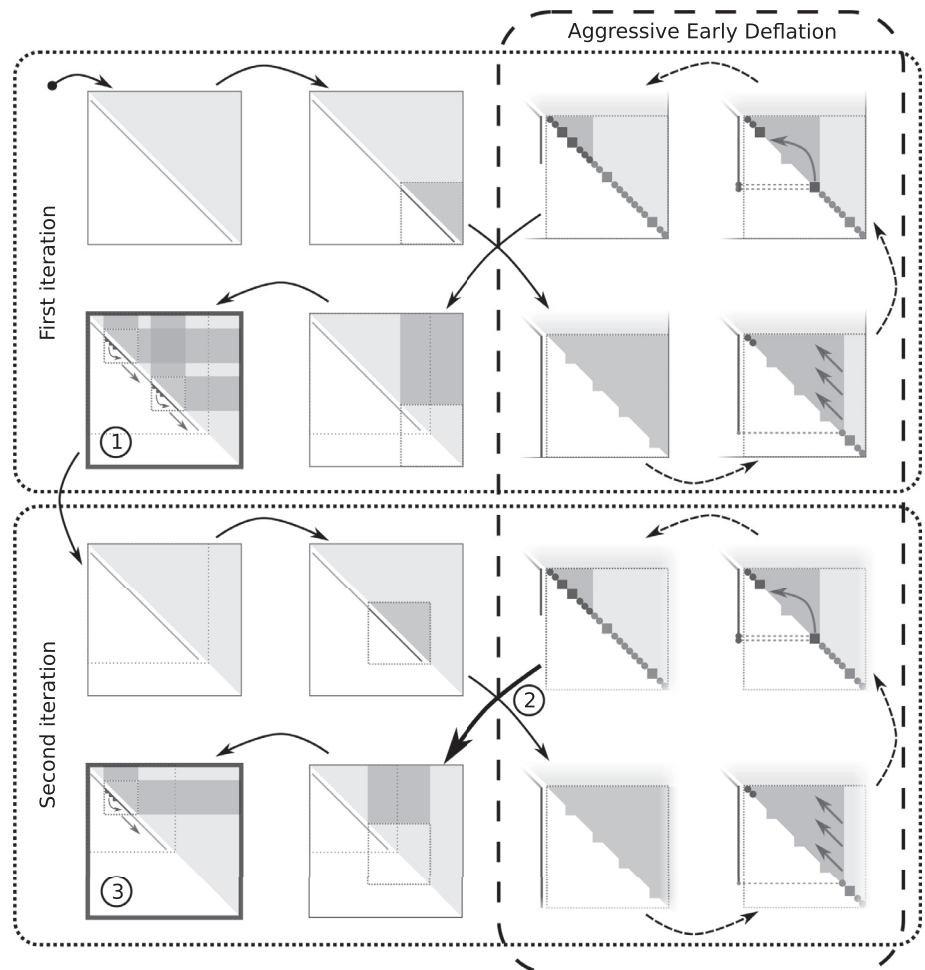 Aggressive Early Deflation
First iteration
1
Second iteration
2
3